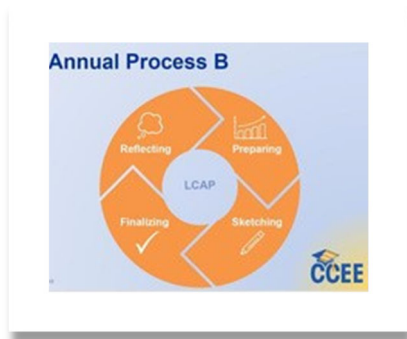 Annual Process B
Reflecting
Preparing
LCAP
Finalizing
Sketching
CCEE